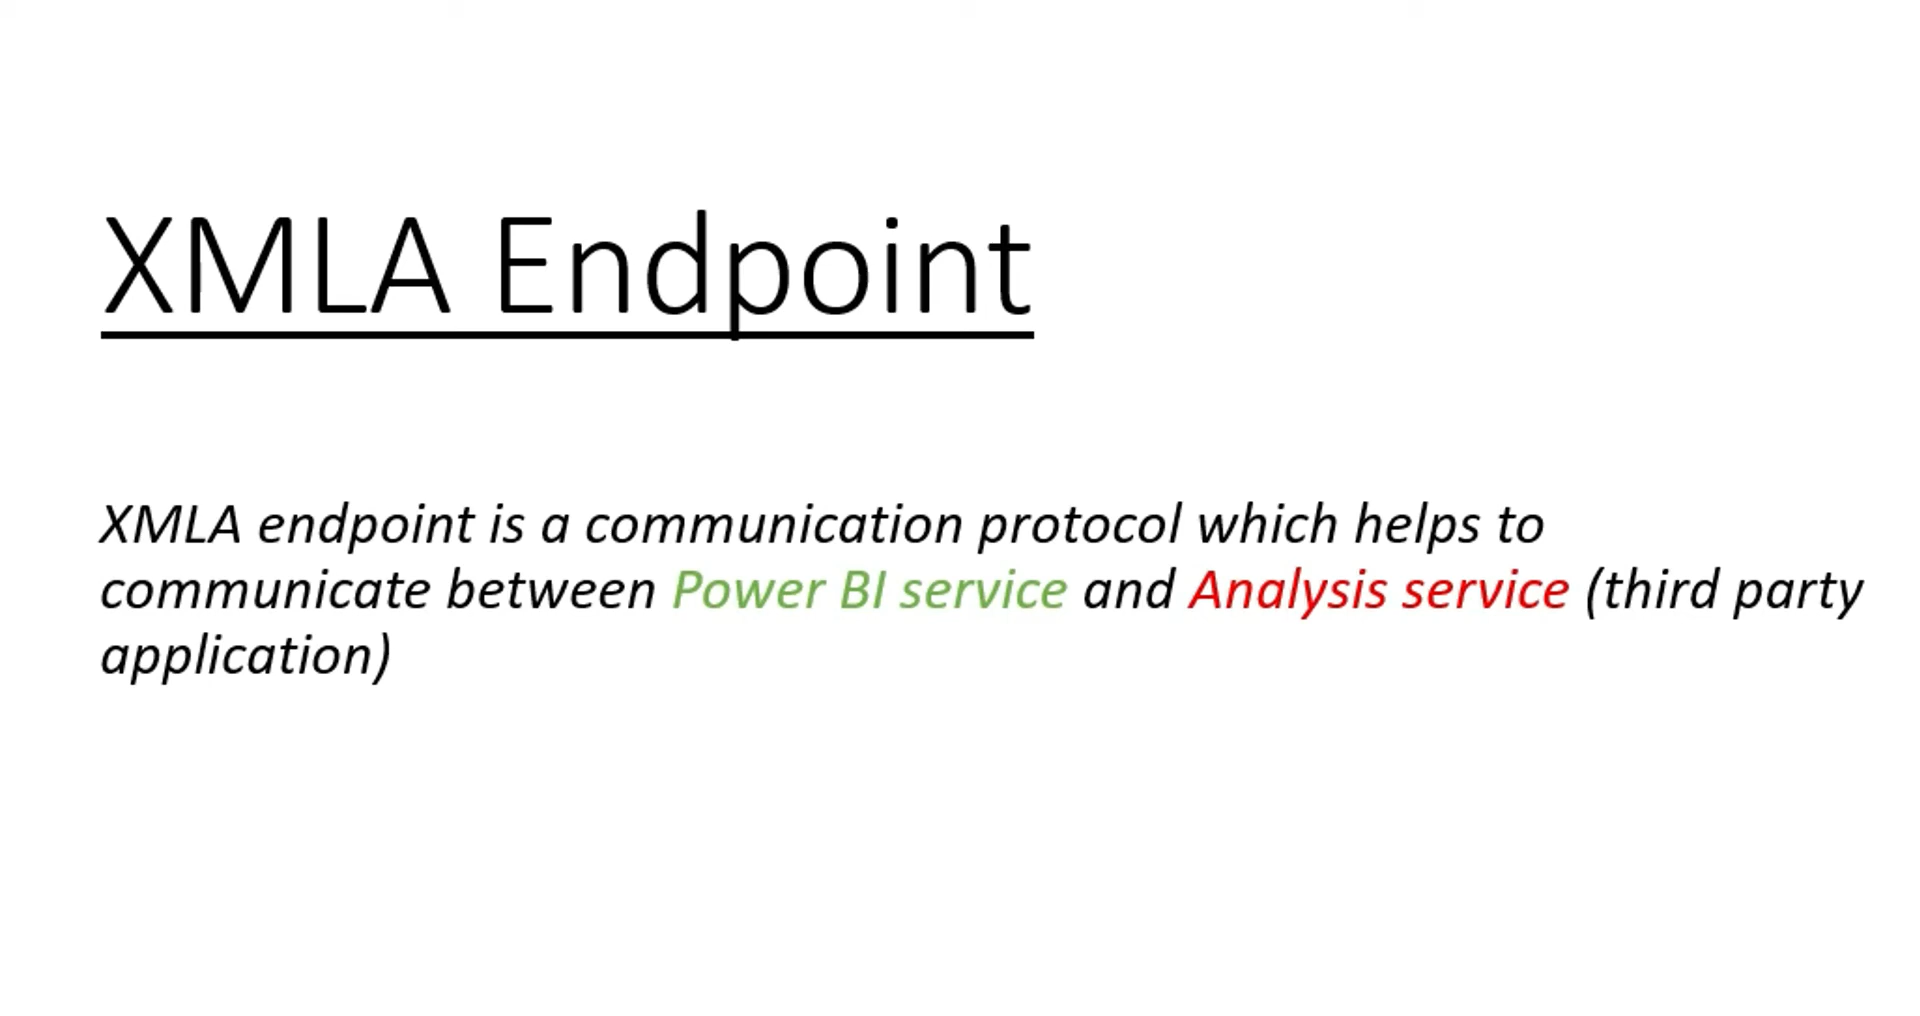 XMLA Endpoint
XMLA endpoint is a communication protocol which helps to
communicate between Power BI service and Analysis service (third party
application)